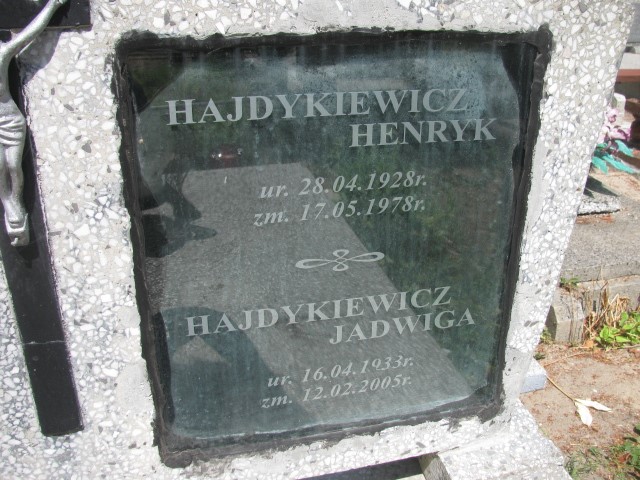 HAJDYKIEWICZ
HENRYK
ur. 28.04.1928r.
zm. 17.05.1978r.
HAJDYKIEWICZ
JADWIGA
ur. 16.04.1933r.
zm. 12.02.2005r.